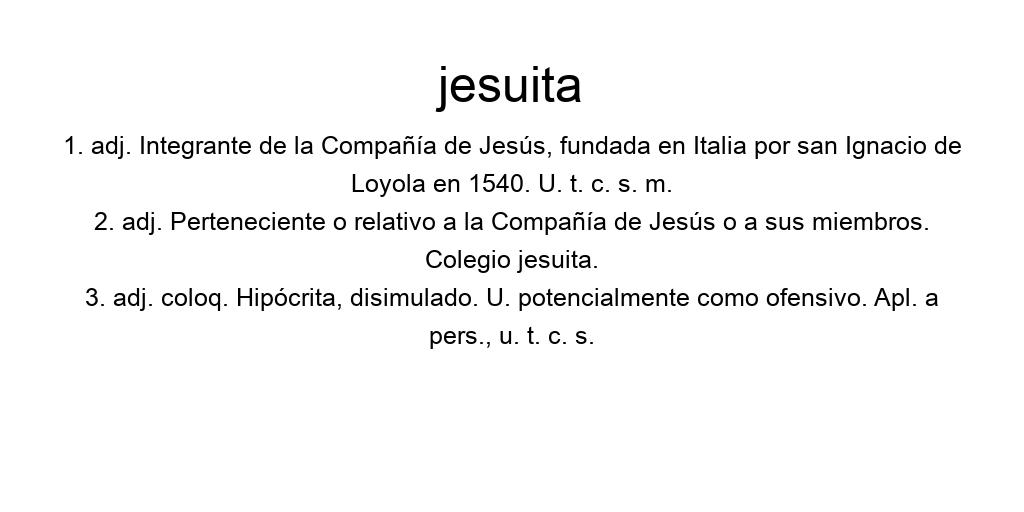 jesuita
1. adj. Integrante de la Compañía de Jesús, fundada en Italia por san Ignacio de
Loyola en 1540. U. t. c. s. m.
2. adj. Perteneciente o relativo a la Compañía de Jesús o a sus miembros.
Colegio jesuita.
3. adj. coloq. Hipócrita, disimulado. U. potencialmente como ofensivo. Apl. a
pers., u. t. c. s.